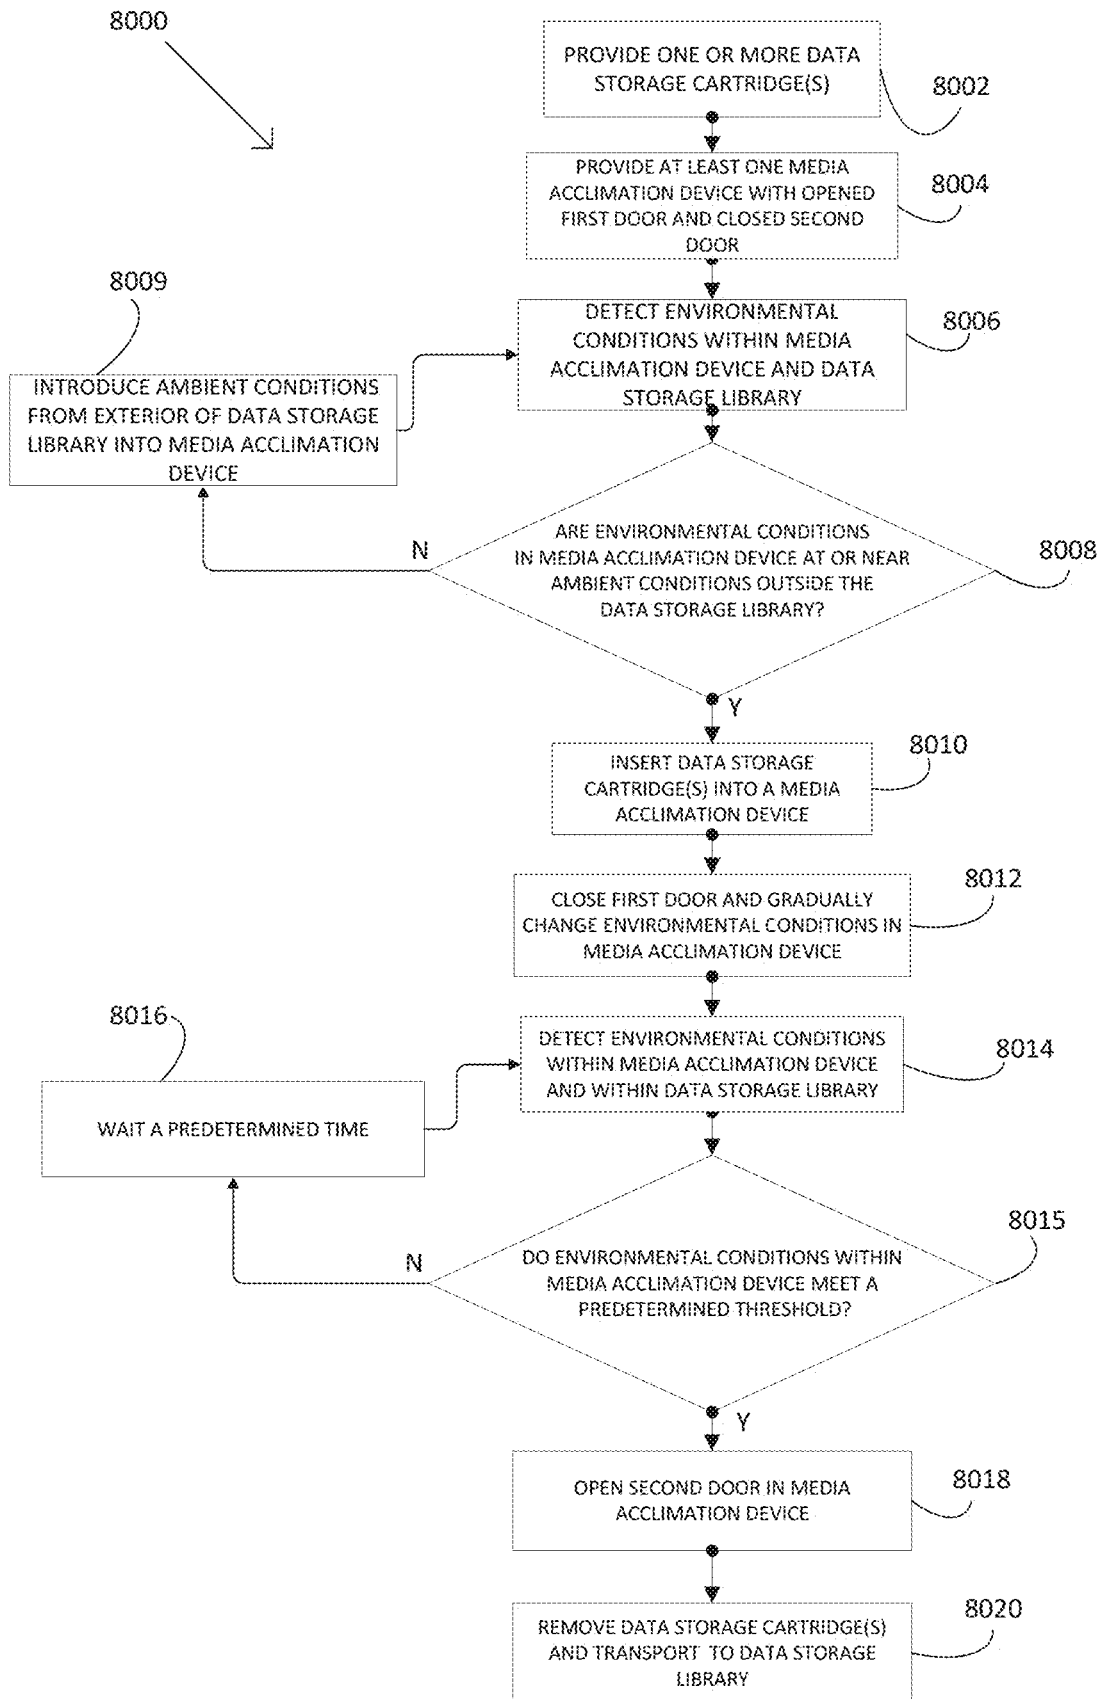 8000
PROVIDE ONE OR MORE DATA
STORAGE CARTRIDGE(S)
8002
PROVIDE AT LEAST ONE MEDIA
ACCLIMATION DEVICE WITH OPENED
FIRST DOOR AND CLOSED SECOND
DOOR
8004
8009
DETECT ENVIRONMENTAL
CONDITIONS WITHIN MEDIA
ACCLIMATION DEVICE AND DATA
STORAGE LIBRARY
8006
INTRODUCE AMBIENT CONDITIONS
FROM EXTERIOR OF DATA STORAGE
LIBRARY INTO MEDIA ACCLIMATION
DEVICE
ARE ENVIRONMENTAL CONDITIONS
IN MEDIA ACCLIMATION DEVICE AT OR NEAR
AMBIENT CONDITIONS OUTSIDE THE
DATA STORAGE LIBRARY?
N
8008
Y
INSERT DATA STORAGE
CARTRIDGE(S) INTO A MEDIA
ACCLIMATION DEVICE
8010
CLOSE FIRST DOOR AND GRADUALLY
CHANGE ENVIRONMENTAL CONDITIONS IN
MEDIA ACCLIMATION DEVICE
8012
8016
DETECT ENVIRONMENTAL CONDITIONS
WITHIN MEDIA ACCLIMATION DEVICE
AND WITHIN DATA STORAGE LIBRARY
8014
WAIT A PREDETERMINED TIME
DO ENVIRONMENTAL CONDITIONS WITHIN
MEDIA ACCLIMATION DEVICE MEET A
PREDETERMINED THRESHOLD?
N
8015
Y
OPEN SECOND DOOR IN MEDIA
ACCLIMATION DEVICE
8018
REMOVE DATA STORAGE CARTRIDGE(S)
AND TRANSPORT TO DATA STORAGE
LIBRARY
8020